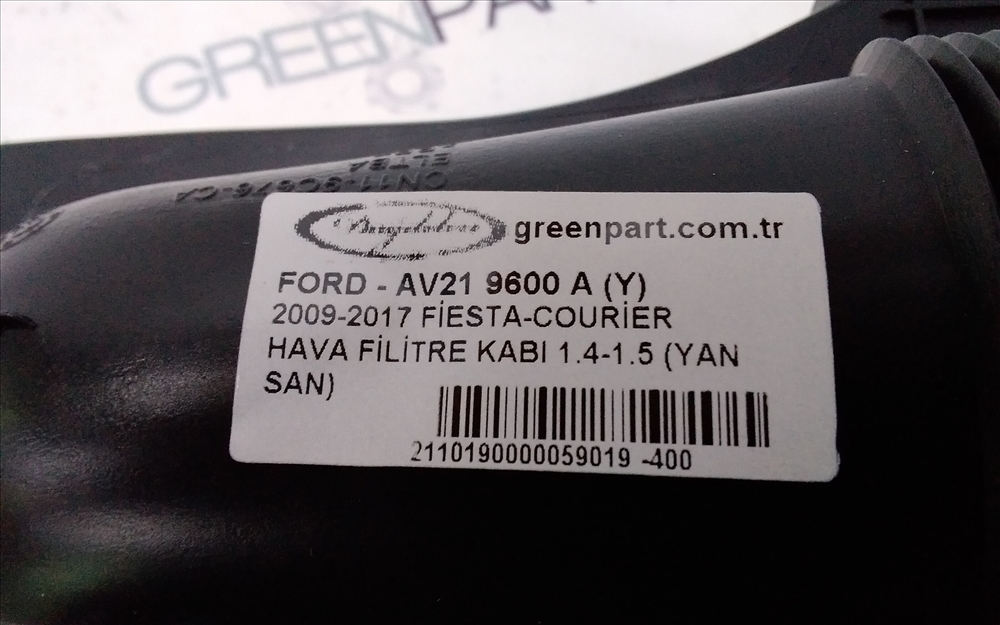 GREENPAR
greenpart.com.tr
FORD - AV21 9600 A (Y)
2009-2017 FİESTA-COURİER
HAVA FİLİTRE KABI 1.4-1.5 (YAN
SAN)
2110190000059019 -400